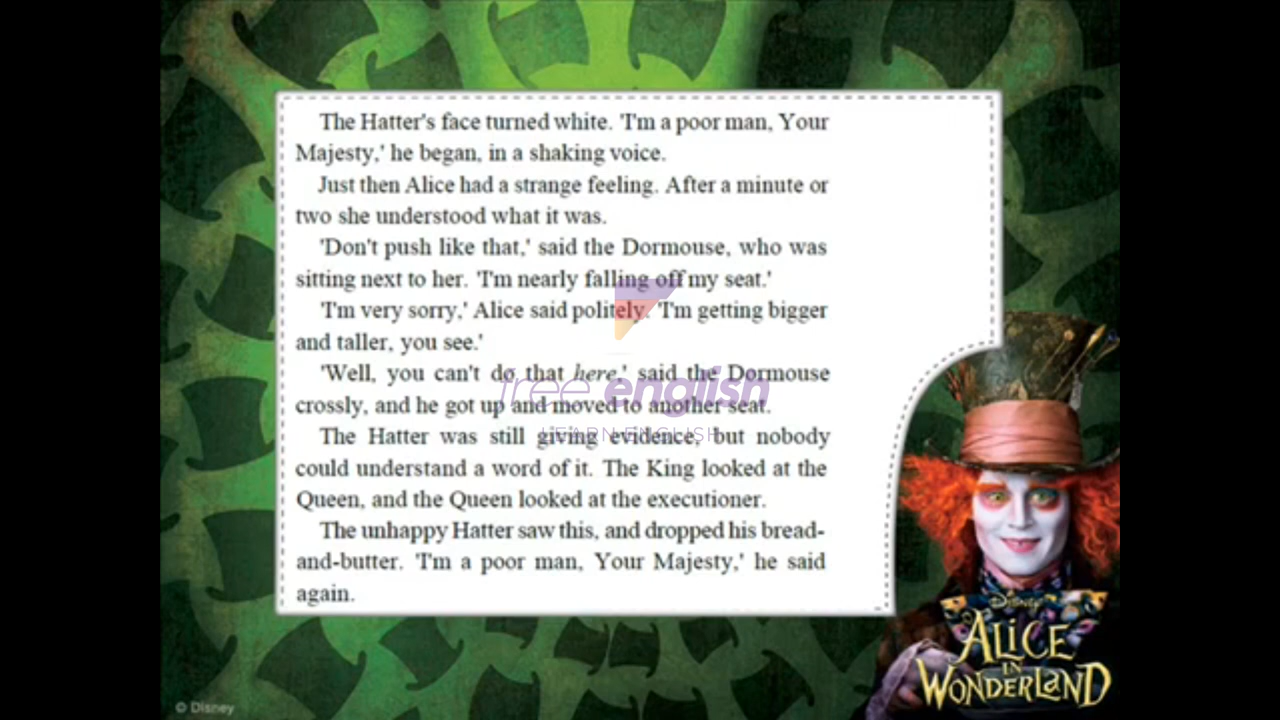 The Hatter's face turned white. 'I'm a poor man, Your
Majesty,' he began, in a shaking voice.
Just then Alice had a strange feeling. After a minute or
two she understood what it was.
'Don't push like that,' said the Dormouse, who was
sitting next to her. 'I'm nearly falling off my seat.'
'I'm very sorry,' Alice said politely. 'I'm getting bigger
and taller, you see.'
'Well, you can't do that here,' said the Dormouse
crossly, and he got up and moved to another seat.
The Hatter was still giving evidence, but nobody
could understand a word of it. The King looked at the
Queen, and the Queen looked at the executioner.
The unhappy Hatter saw this, and dropped his bread-
and-butter. 'I'm a poor man, Your Majesty,' he said
again.
free english
LEARN ENGLISH
Disney
ALICE
IN
WONDERLAND
© Disney